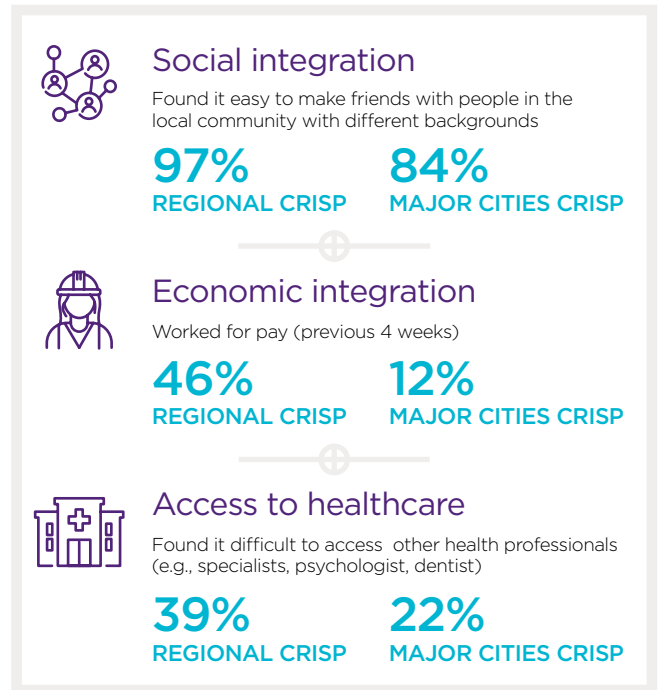 Social integration
Found it easy to make friends with people in the
local community with different backgrounds
97% 84%
REGIONAL CRISP MAJOR CITIES CRISP
Economic integration
Worked for pay (previous 4 weeks)
46% 12%
REGIONAL CRISP MAJOR CITIES CRISP
Access to healthcare
Found it difficult to access other health professionals
(e.g., specialists, psychologist, dentist)
39% 22%
REGIONAL CRISP MAJOR CITIES CRISP